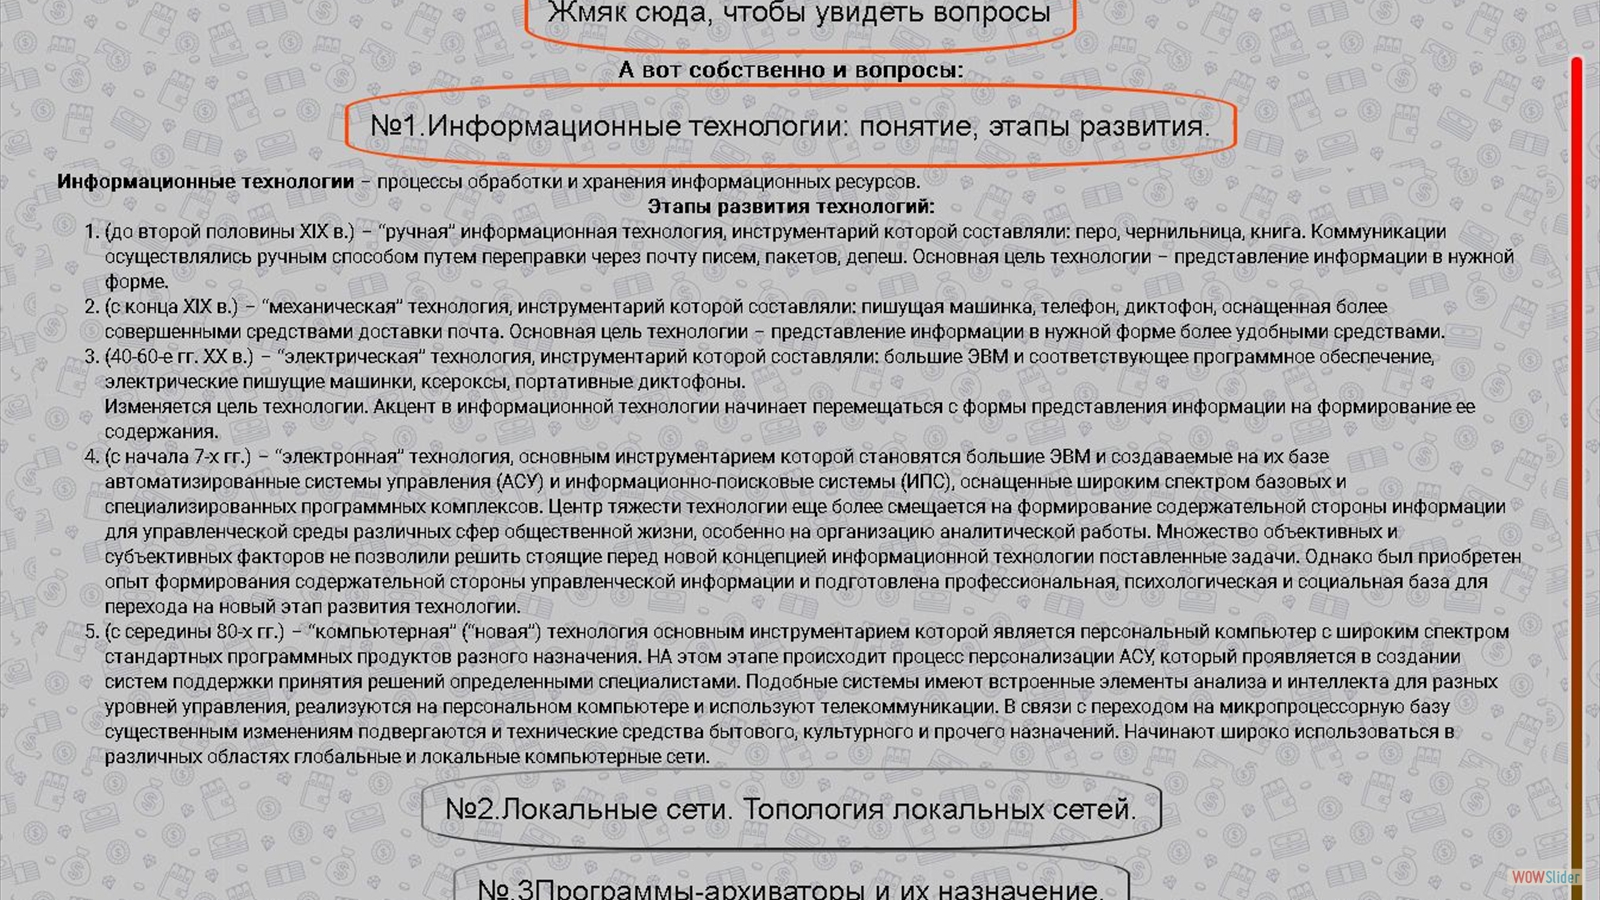 Жмяк сюда, чтобы увидеть вопросы
А вот собственно и вопросы:
№1.Информационные технологии: понятие, этапы развития.
Информационные технологии – процессы обработки и хранения информационных ресурсов.
Этапы развития технологий:
1. (до второй половины XIX в.) – “ручная” информационная технология, инструментарий которой составляли: перо, чернильница, книга. Коммуникации
осуществлялись ручным способом путем переправки через почту писем, пакетов, депеш. Основная цель технологии – представление информации в нужной
форме.
2. (с конца XIX в.) – “механическая” технология, инструментарий которой составляли: пишущая машинка, телефон, диктофон, оснащенная более
совершенными средствами доставки почта. Основная цель технологии – представление информации в нужной форме более удобными средствами.
3. (40-60-е гг. XX в.) – “электрическая” технология, инструментарий которой составляли: большие ЭВМ и соответствующее программное обеспечение,
электрические пишущие машинки, ксероксы, портативные диктофоны.
Изменяется цель технологии. Акцент в информационной технологии начинает перемещаться с формы представления информации на формирование ее
содержания.
4. (с начала 7-х гг.) – “электронная” технология, основным инструментарием которой становятся большие ЭВМ и создаваемые на их базе
автоматизированные системы управления (АСУ) и информационно-поисковые системы (ИПС), оснащенные широким спектром базовых и
специализированных программных комплексов. Центр тяжести технологии еще более смещается на формирование содержательной стороны информации
для управленческой среды различных сфер общественной жизни, особенно на организацию аналитической работы. Множество объективных и
субъективных факторов не позволили решить стоящие перед новой концепцией информационной технологии поставленные задачи. Однако был приобретен
опыт формирования содержательной стороны управленческой информации и подготовлена профессиональная, психологическая и социальная база для
перехода на новый этап развития технологии.
5. (с середины 80-х гг.) – “компьютерная” (“новая”) технология основным инструментарием которой является персональный компьютер с широким спектром
стандартных программных продуктов разного назначения. НА этом этапе происходит процесс персонализации АСУ, который проявляется в создании
систем поддержки принятия решений определенными специалистами. Подобные системы имеют встроенные элементы анализа и интеллекта для разных
уровней управления, реализуются на персональном компьютере и используют телекоммуникации. В связи с переходом на микропроцессорную базу
существенным изменениям подвергаются и технические средства бытового, культурного и прочего назначений. Начинают широко использоваться в
различных областях глобальные и локальные компьютерные сети.
№2.Локальные сети. Топология локальных сетей.
№.3Программы-архиваторы и их назначение.
WOWSlider